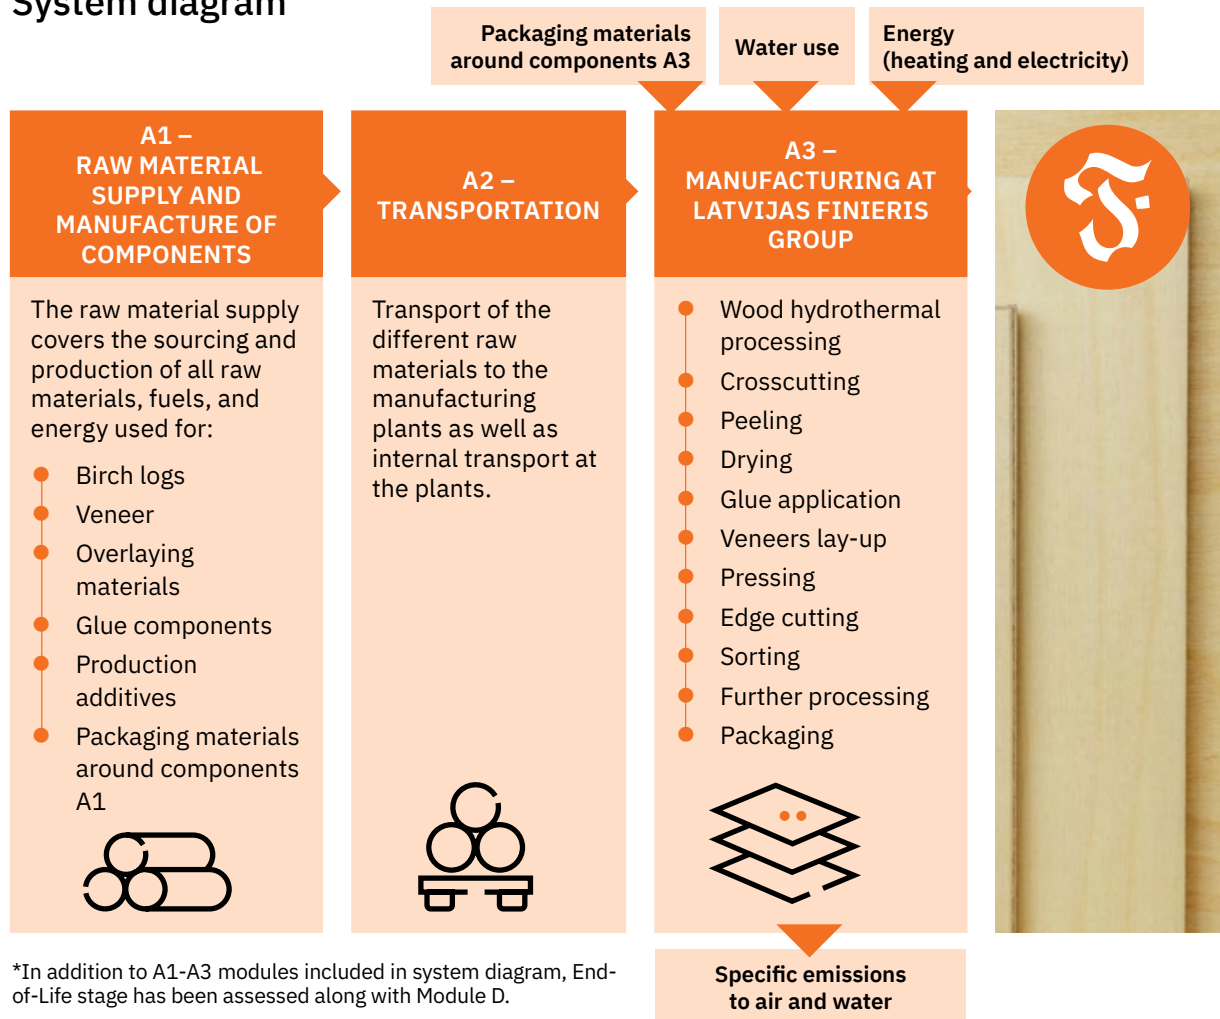 System diagram
Packaging materials
around components A3
Water use
Energy
(heating and electricity)
A1 –
RAW MATERIAL
SUPPLY AND
MANUFACTURE OF
COMPONENTS
The raw material supply
covers the sourcing and
production of all raw
materials, fuels, and
energy used for:
Birch logs
Veneer
Overlaying
materials
Glue components
Production
additives
Packaging materials
around components
A1
A2 –
TRANSPORTATION
Transport of the
different raw
materials to the
manufacturing
plants as well as
internal transport at
the plants.
A3 –
MANUFACTURING AT
LATVIJAS FINIERIS
GROUP
Wood hydrothermal
processing
Crosscutting
Peeling
Drying
Glue application
Veneers lay-up
Pressing
Edge cutting
Sorting
Further processing
Packaging
Specific emissions
to air and water
*In addition to A1-A3 modules included in system diagram, End-
of-Life stage has been assessed along with Module D.